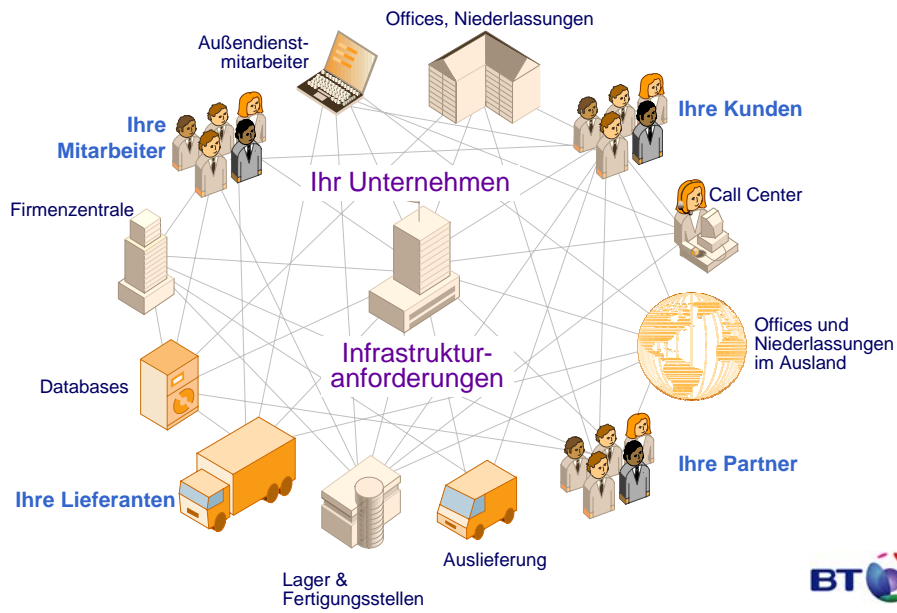 Offices, Niederlassungen
Außendienst-
mitarbeiter
Ihre
Mitarbeiter
Ihre Kunden
Ihr Unternehmen
Firmenzentrale
Call Center
Offices und
Niederlassungen
im Ausland
Infrastruktur-
anforderungen
Databases
Ihre Partner
Ihre Lieferanten
Auslieferung
Lager &
Fertigungsstellen
BT